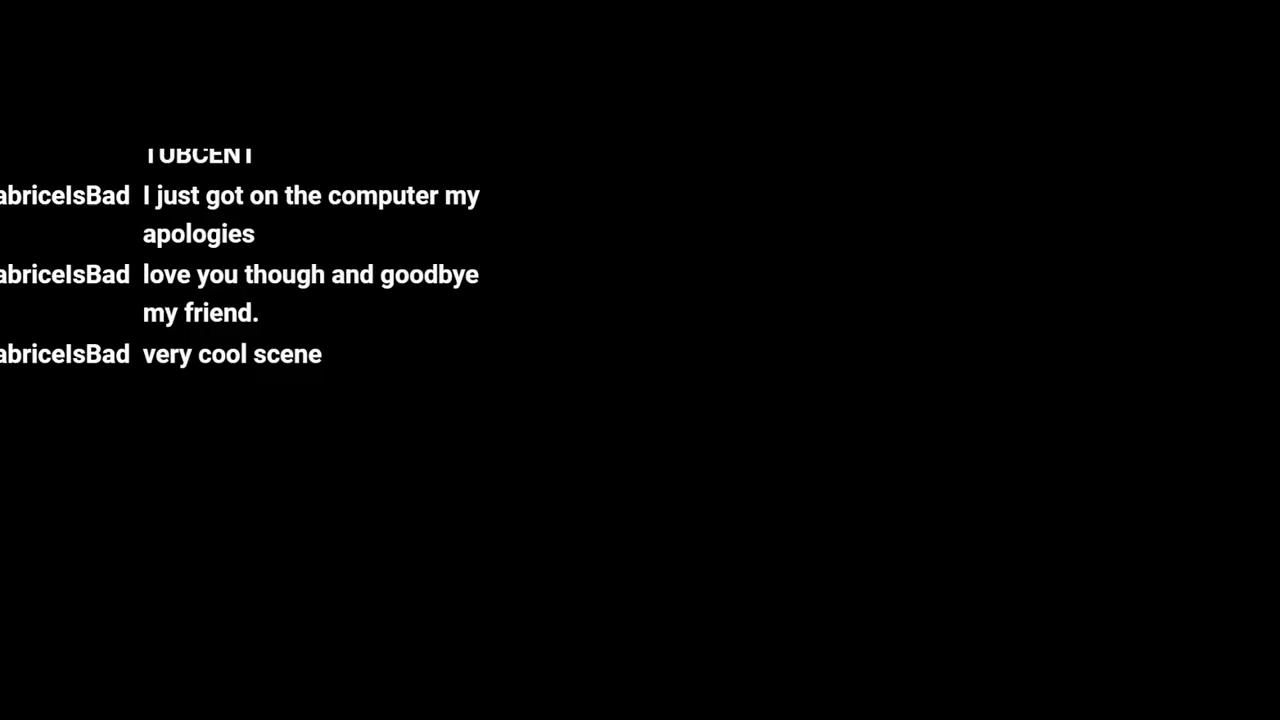 abriceIsBad I just got on the computer my
apologies
abriceIsBad love you though and goodbye
my friend.
abriceIsBad very cool scene